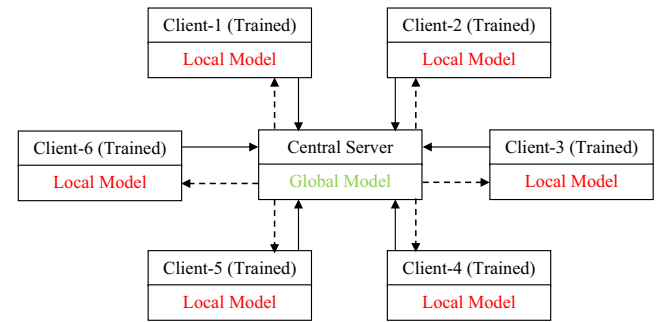 Client-1 (Trained)
Local Model
Client-2 (Trained)
Local Model
Client-6 (Trained)
Local Model
Central Server
Global Model
Client-3 (Trained)
Local Model
Client-5 (Trained)
Local Model
Client-4 (Trained)
Local Model